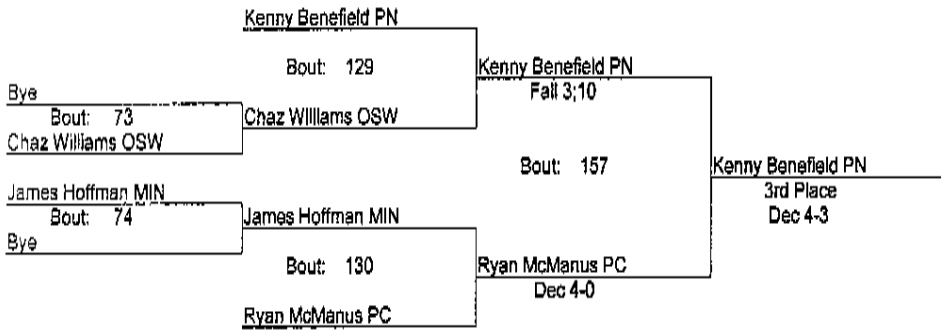 Kenny Benefield PN
Bout: 129
Kenny Benefield PN
Fall 3;10
Bye
Bout: 73
Chaz Williams OSW
Chaz Williams OSW
Bout: 157
Kenny Benefield PN
3rd Place
Dec 4-3
James Hoffman MIN
Bout: 74
James Hoffman MIN
Bye
Bout: 130
Ryan McManus PC
Dec 4-0
Ryan McManus PC